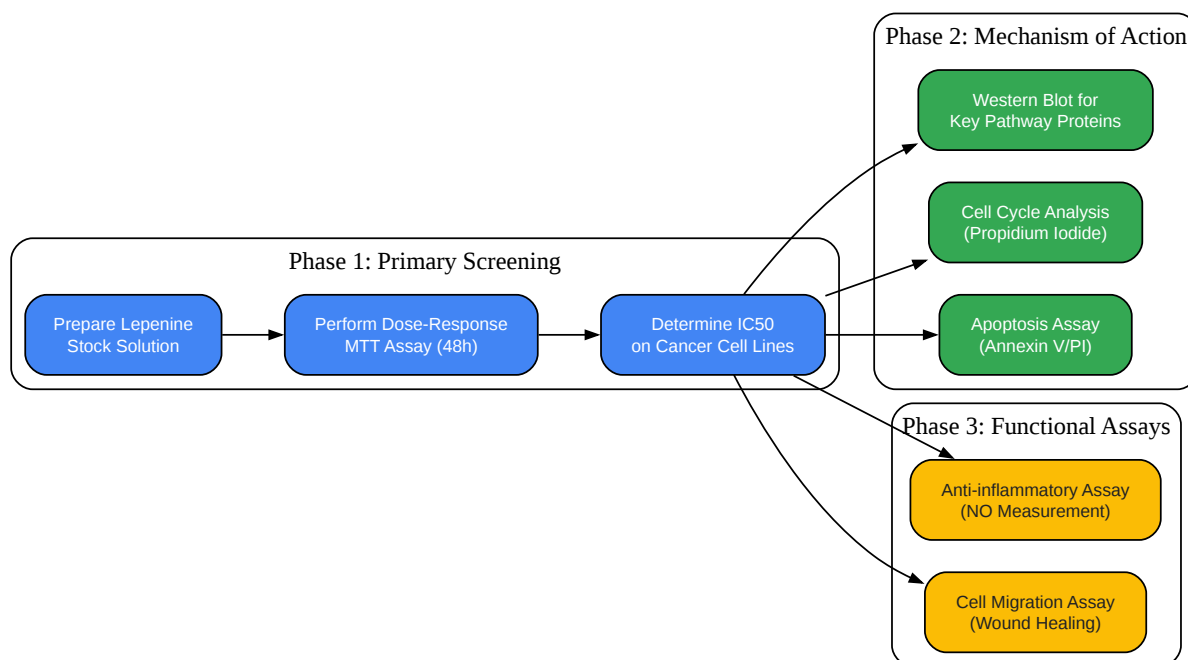 Phase 1: Primary Screening
Prepare Lepenine
Stock Solution
Perform Dose-Response
MTT Assay (48h)
Determine IC50
on Cancer Cell Lines
Phase 2: Mechanism of Action
Western Blot for
Key Pathway Proteins
Cell Cycle Analysis
(Propidium Iodide)
Apoptosis Assay
(Annexin V/PI)
Phase 3: Functional Assays
Anti-inflammatory Assay
(NO Measurement)
Cell Migration Assay
(Wound Healing)